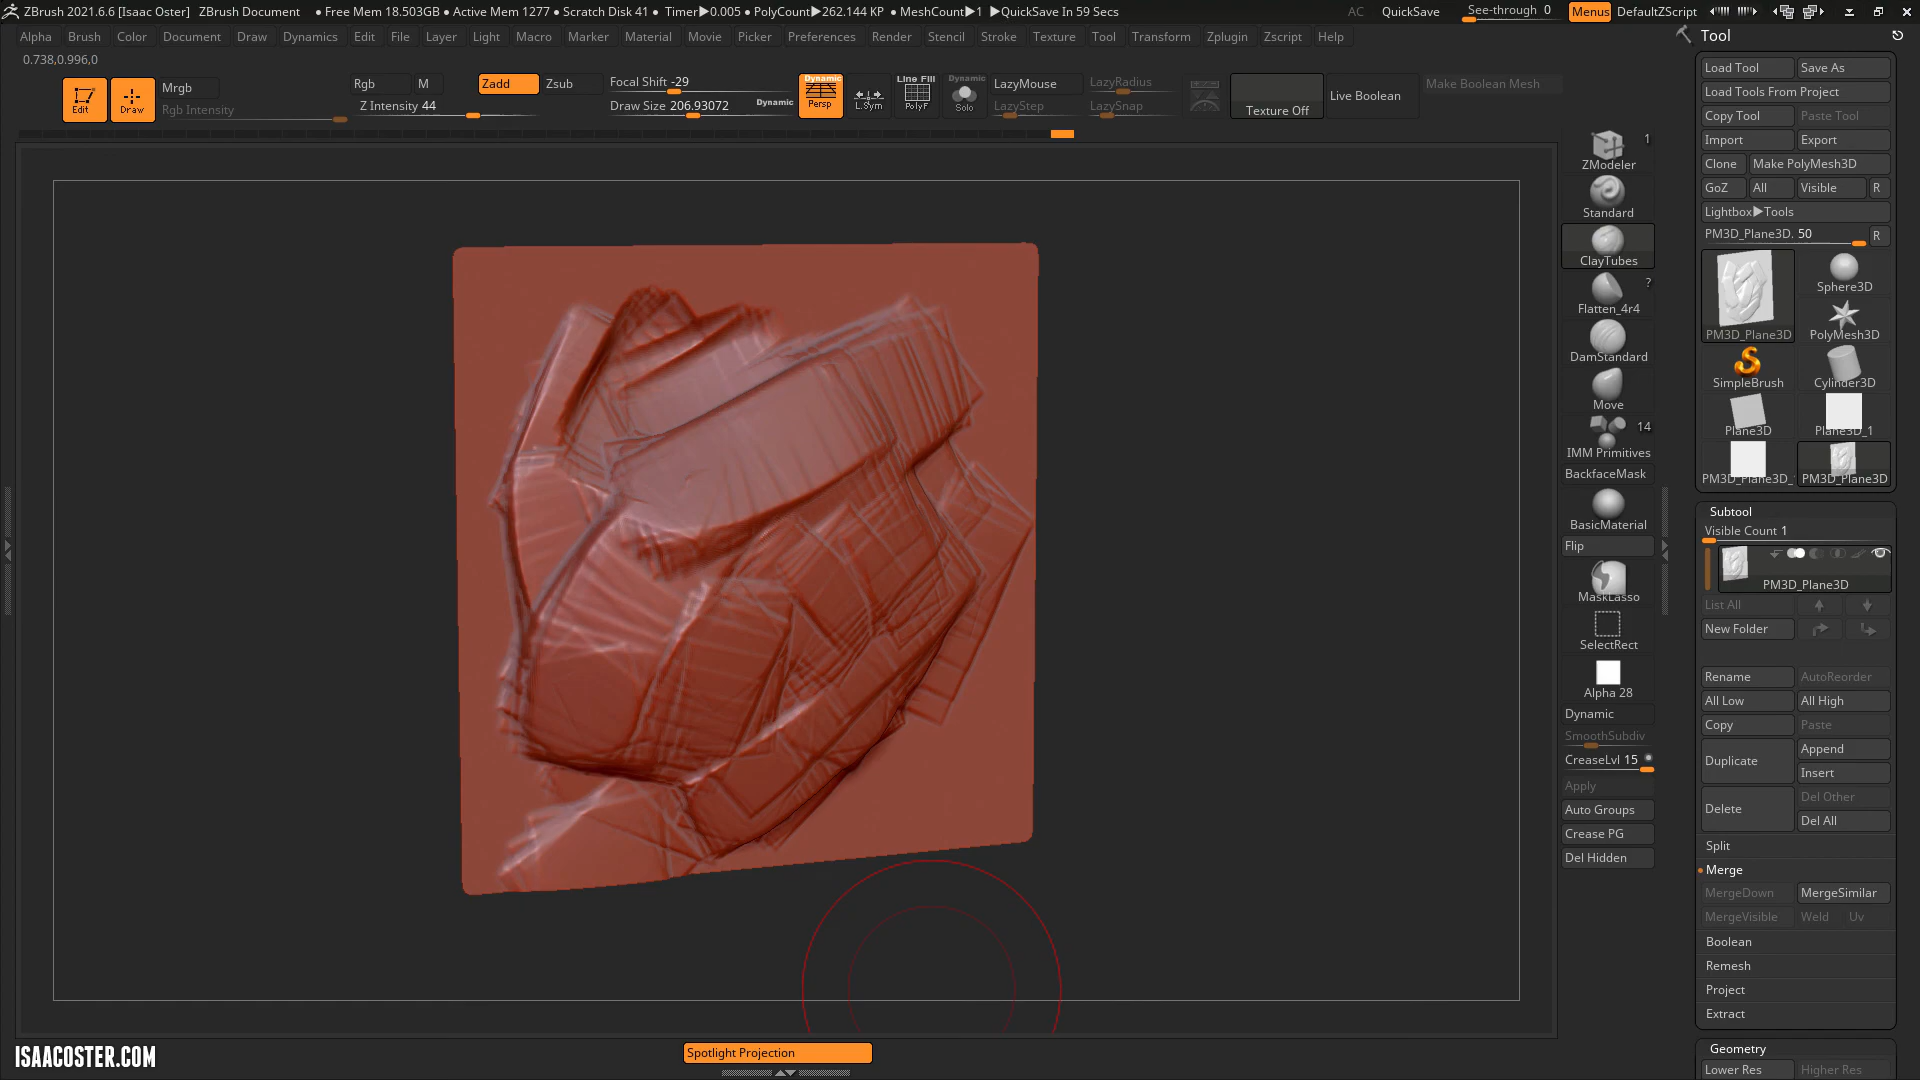 ZBrush 2021.6.6 [Isaac Oster] ZBrush Document • Free Mem 18.503GB • Active Mem 1277 • Scratch Disk 41 • Timer▶0.005 • PolyCount▶262.144 KP • MeshCount▶1 ▶QuickSave In 59 Secs AC QuickSave See-through 0 Menus DefaultZScript
Alpha Brush Color Document Draw Dynamics Edit File Layer Light Macro Marker Material Movie Picker Preferences Render Stencil Stroke Texture Tool Transform Zplugin Zscript Help
0.738,0.996,0
Edit Draw
Mrgb
Rgb Intensity
Rgb M Zadd Zsub
Z Intensity 44
Focal Shift -29
Draw Size 206.93072 Dynamic
Dynamic
Persp
L.Sym
Line Fill
PolyF
Dynamic
Solo
LazyMouse LazyRadius
LazyStep LazySnap
Texture Off
Live Boolean
Make Boolean Mesh
1
ZModeler
Standard
ClayTubes
?
Flatten_4r4
DamStandard
Move
14
IMM Primitives
BackfaceMask
BasicMaterial
Flip
MaskLasso
SelectRect
Alpha 28
Dynamic
SmoothSubdiv
CreaseLvl 15
Apply
Auto Groups
Crease PG
Del Hidden
Tool
Load Tool Save As
Load Tools From Project
Copy Tool Paste Tool
Import Export
Clone Make PolyMesh3D
GoZ All Visible R
Lightbox▶Tools
PM3D_Plane3D. 50 R
Sphere3D
PM3D_Plane3D PolyMesh3D
SimpleBrush Cylinder3D
Plane3D Plane3D_1
PM3D_Plane3D_ PM3D_Plane3D
Subtool
Visible Count 1
PM3D_Plane3D
List All
New Folder
Rename AutoReorder
All Low All High
Copy Paste
Duplicate Append
Insert
Delete Del Other
Del All
Split
Merge
MergeDown MergeSimilar
MergeVisible Weld Uv
Boolean
Remesh
Project
Extract
Geometry
Lower Res Higher Res
Spotlight Projection
ISAACOSTER.COM